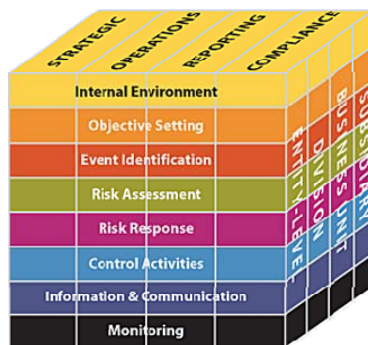 STRATEGIC
OPERATIONS
REPORTING
COMPLIANCE
Internal Environment
Objective Setting
Event Identification
Risk Assessment
Risk Response
Control Activities
Information & Communication
Monitoring
ENTITY-LEVEL
DIVISION
BUSINESS UNIT
SUBSIDIARY